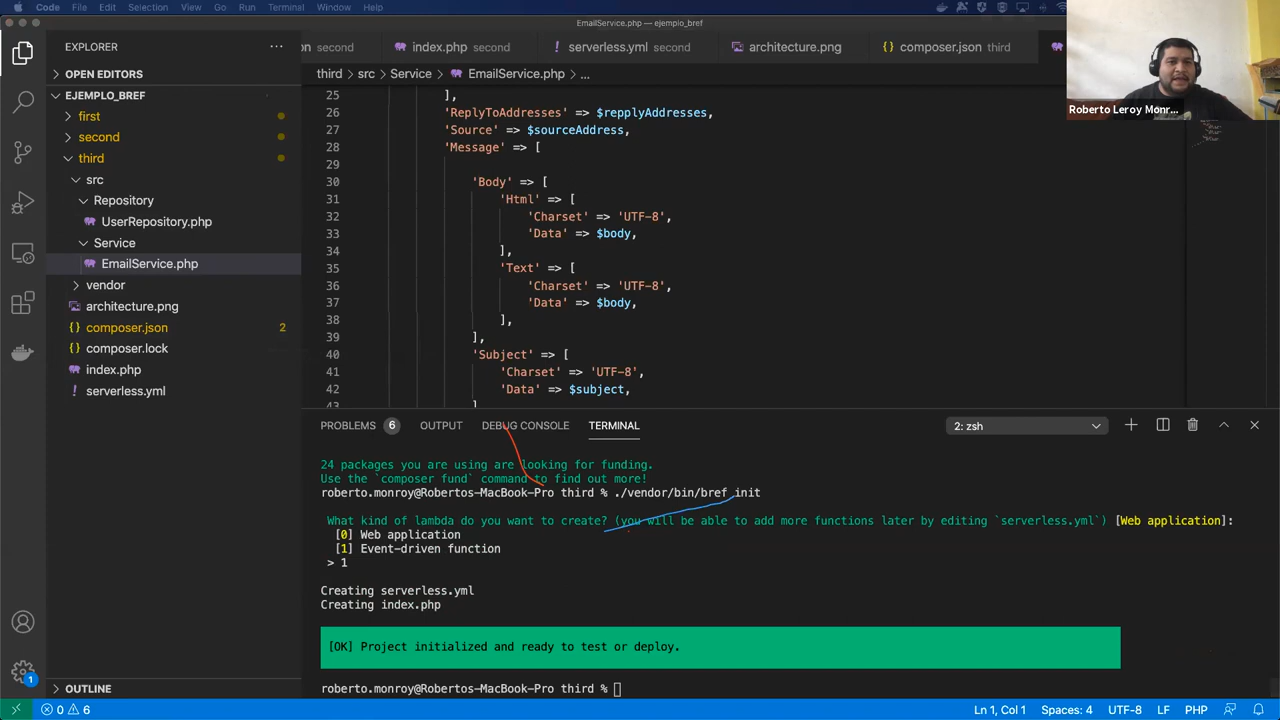 Code File Edit Selection View Go Run Terminal Window Help
EmailService.php — ejemplo_bref
EXPLORER
on second index.php second serverless.yml second architecture.png composer.json third
OPEN EDITORS
third > src > Service > EmailService.php > ...
EJEMPLO_BREF
first
second
third
src
Repository
UserRepository.php
Service
EmailService.php
vendor
architecture.png
composer.json 2
composer.lock
index.php
serverless.yml
OUTLINE
25 ],
26 'ReplyToAddresses' => $repplyAddresses,
27 'Source' => $sourceAddress,
28 'Message' => [
29
30 'Body' => [
31 'Html' => [
32 'Charset' => 'UTF-8',
33 'Data' => $body,
34 ],
35 'Text' => [
36 'Charset' => 'UTF-8',
37 'Data' => $body,
38 ],
39 ],
40 'Subject' => [
41 'Charset' => 'UTF-8',
42 'Data' => $subject,
43 ]
Roberto Leroy Monr...
PROBLEMS 6 OUTPUT DEBUG CONSOLE TERMINAL 2: zsh
24 packages you are using are looking for funding.
Use the `composer fund` command to find out more!
roberto.monroy@Robertos-MacBook-Pro third % ./vendor/bin/bref init
What kind of lambda do you want to create? (you will be able to add more functions later by editing `serverless.yml`) [Web application]:
[0] Web application
[1] Event-driven function
> 1
Creating serverless.yml
Creating index.php
[OK] Project initialized and ready to test or deploy.
roberto.monroy@Robertos-MacBook-Pro third %
1
0 6 Ln 1, Col 1 Spaces: 4 UTF-8 LF PHP